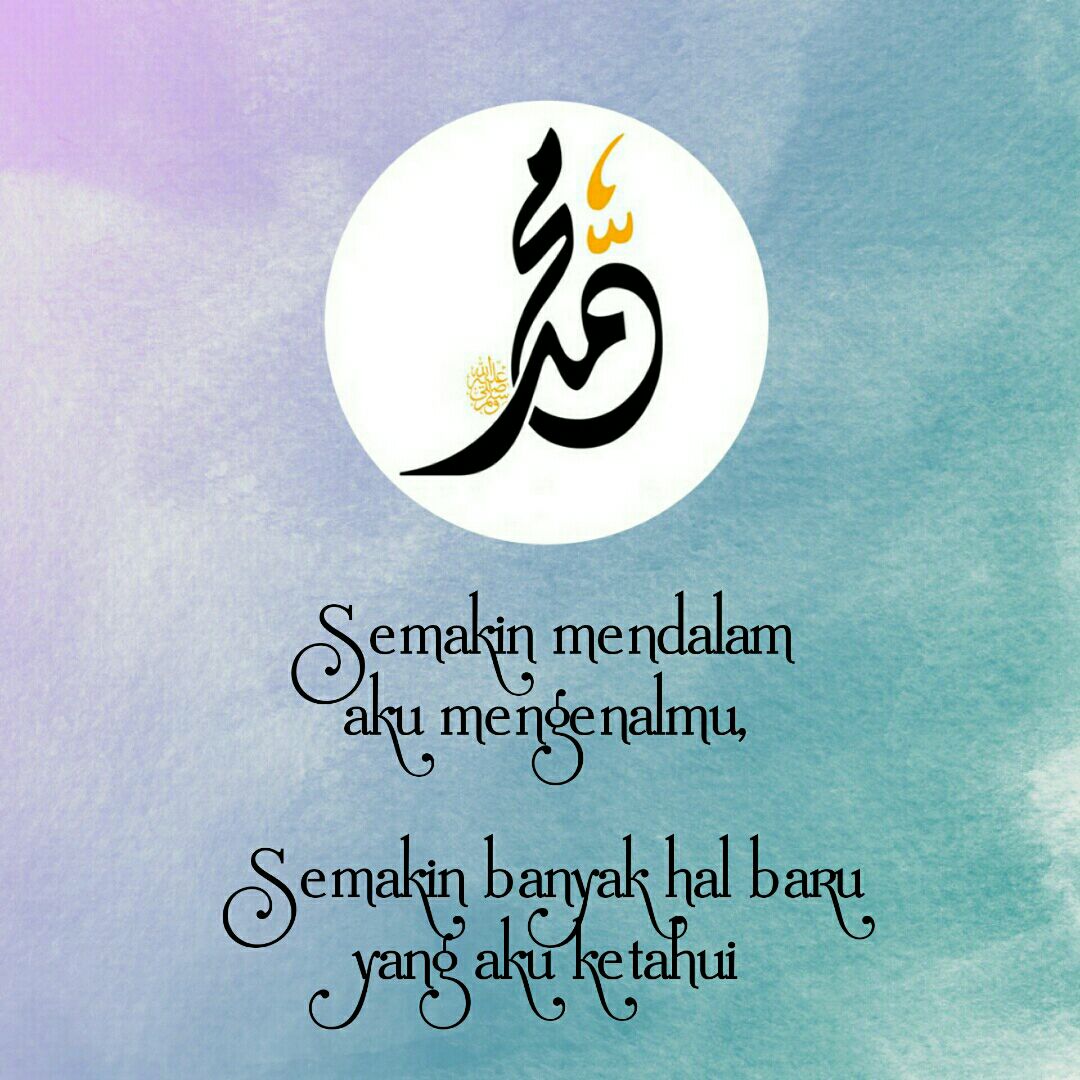 محمد
صلى الله عليه وسلم
Semakin mendalam
aku mengenalmu,
Semakin banyak hal baru
yang aku ketahui